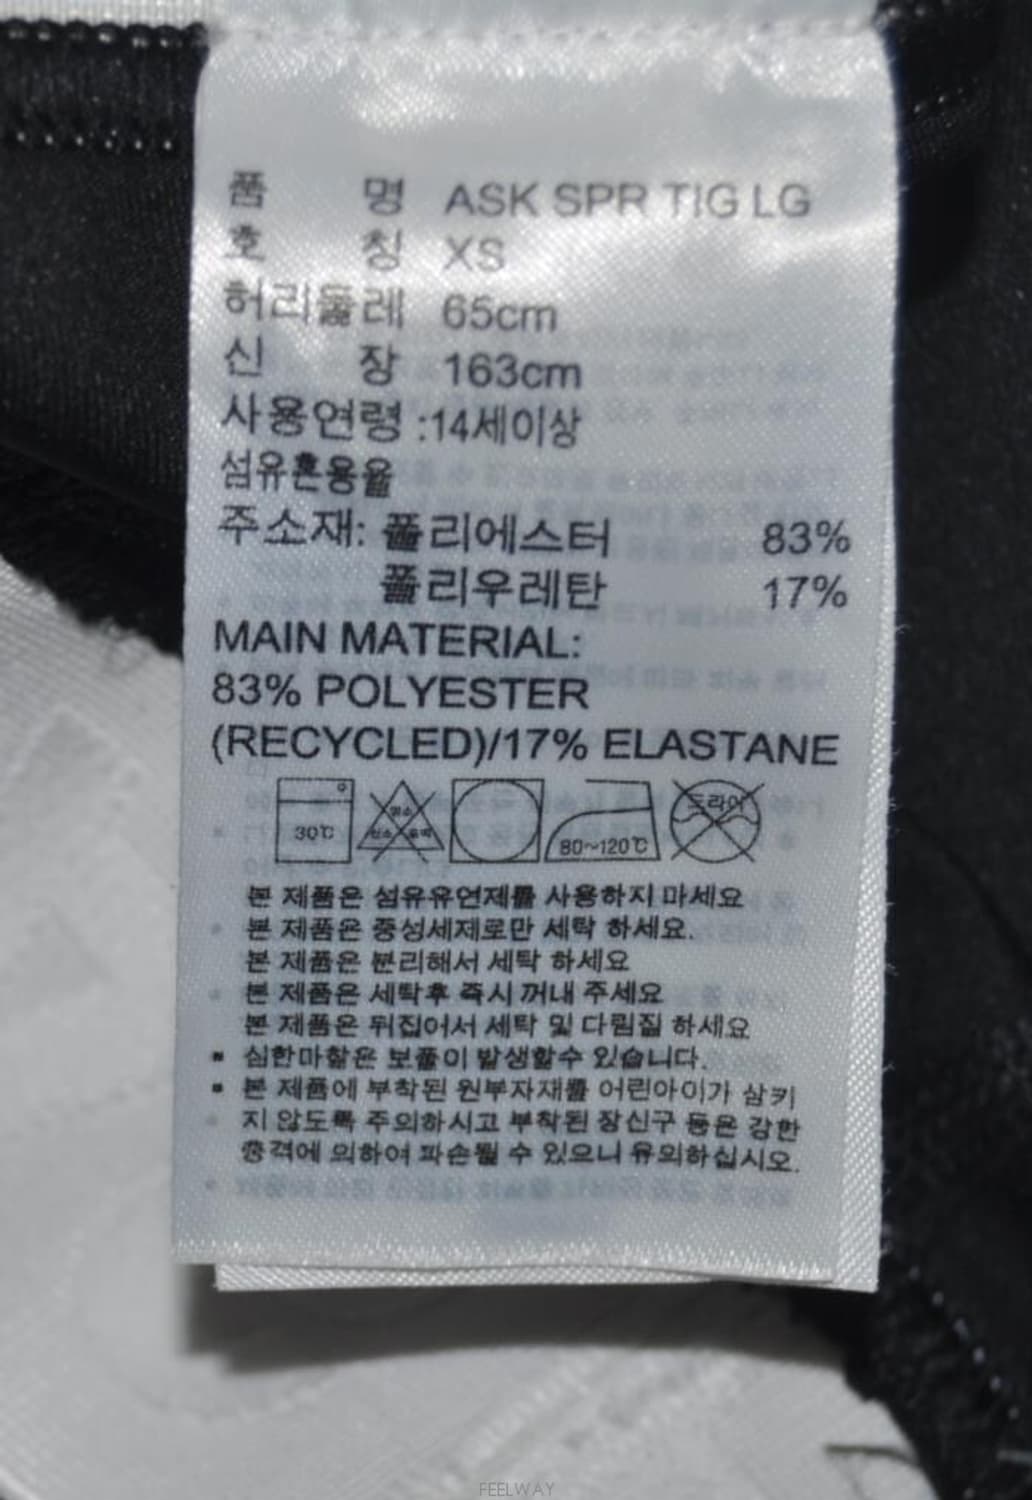 품 명 ASK SPR TIG LG
호 칭 XS
허리둘레 65cm
신 장 163cm
사용연령 :14세이상
섬유혼용율
주소재: 폴리에스터 83%
폴리우레탄 17%
MAIN MATERIAL:
83% POLYESTER
(RECYCLED)/17% ELASTANE
30℃ 염소 산소 표백 80~120℃ 드라이
본 제품은 섬유유연제를 사용하지 마세요
본 제품은 중성세제로만 세탁 하세요.
본 제품은 분리해서 세탁 하세요
본 제품은 세탁후 즉시 꺼내 주세요
본 제품은 뒤집어서 세탁 및 다림질 하세요
▪ 심한마찰은 보풀이 발생할수 있습니다.
▪ 본 제품에 부착된 원부자재를 어린아이가 삼키
지 않도록 주의하시고 부착된 장신구 등은 강한
충격에 의하여 파손될 수 있으니 유의하십시오.
FEELWAY